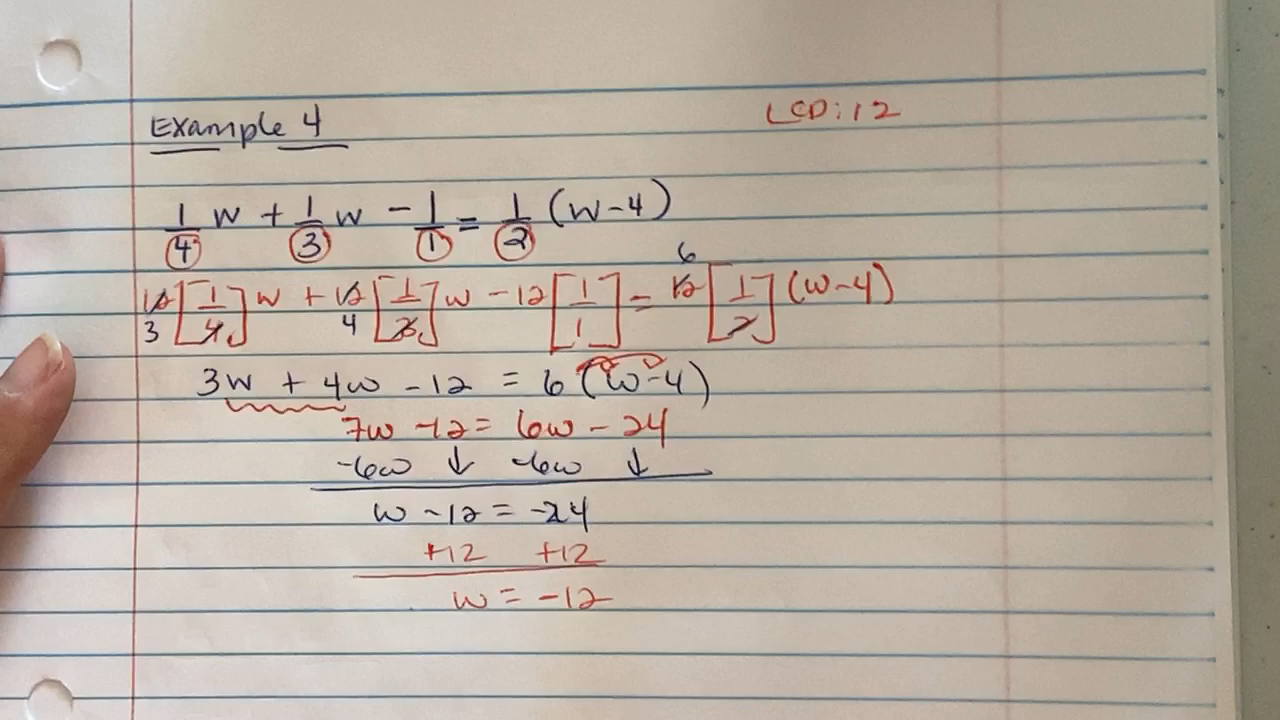 Example 4 LCD: 12
1/4 w + 1/3 w - 1/1 = 1/2 (w-4)
6
12 [1/4] w + 12 [1/3] w - 12 [1/1] = 12 [1/2] (w-4)
3 4
3w + 4w - 12 = 6 (w-4)
7w - 12 = 6w - 24
-6w ↓ -6w ↓
w - 12 = -24
+12 +12
w = -12